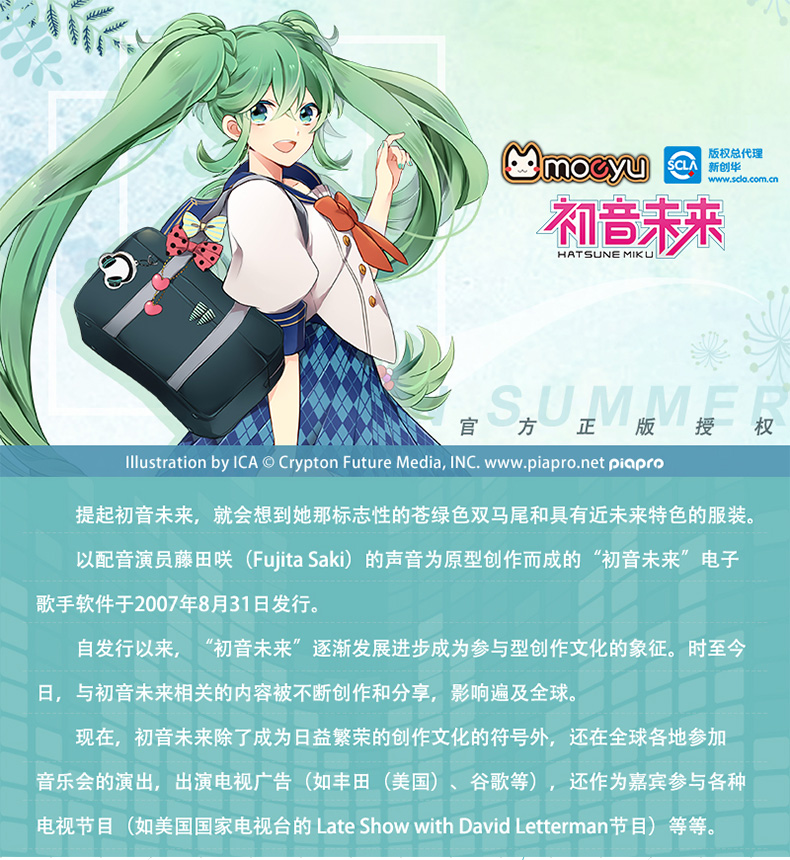 moeyu
SCLA
版权总代理
新创华
www.scla.com.cn
初音未来
HATSUNE MIKU
SUMMER
官方正版授权
Illustration by ICA © Crypton Future Media, INC. www.piapro.net piapro
提起初音未来，就会想到她那标志性的苍绿色双马尾和具有近未来特色的服装。
以配音演员藤田咲（Fujita Saki）的声音为原型创作而成的“初音未来”电子
歌手软件于2007年8月31日发行。
自发行以来，“初音未来”逐渐发展进步成为参与型创作文化的象征。时至今
日，与初音未来相关的内容被不断创作和分享，影响遍及全球。
现在，初音未来除了成为日益繁荣的创作文化的符号外，还在全球各地参加
音乐会的演出，出演电视广告（如丰田（美国）、谷歌等），还作为嘉宾参与各种
电视节目（如美国国家电视台的 Late Show with David Letterman节目）等等。